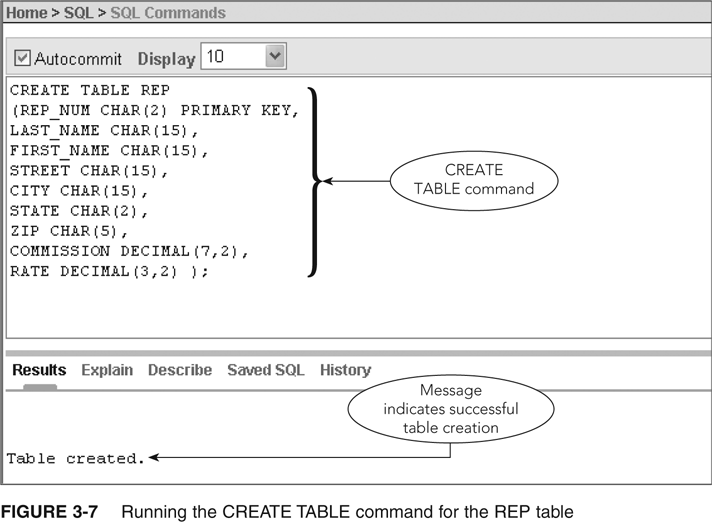 Home > SQL > SQL Commands
Autocommit Display 10
CREATE TABLE REP
(REP_NUM CHAR(2) PRIMARY KEY,
LAST_NAME CHAR(15),
FIRST_NAME CHAR(15),
STREET CHAR(15),
CITY CHAR(15),
STATE CHAR(2),
ZIP CHAR(5),
COMMISSION DECIMAL(7,2),
RATE DECIMAL(3,2) );
CREATE
TABLE command
Results Explain Describe Saved SQL History
Message
indicates successful
table creation
Table created.
FIGURE 3-7 Running the CREATE TABLE command for the REP table